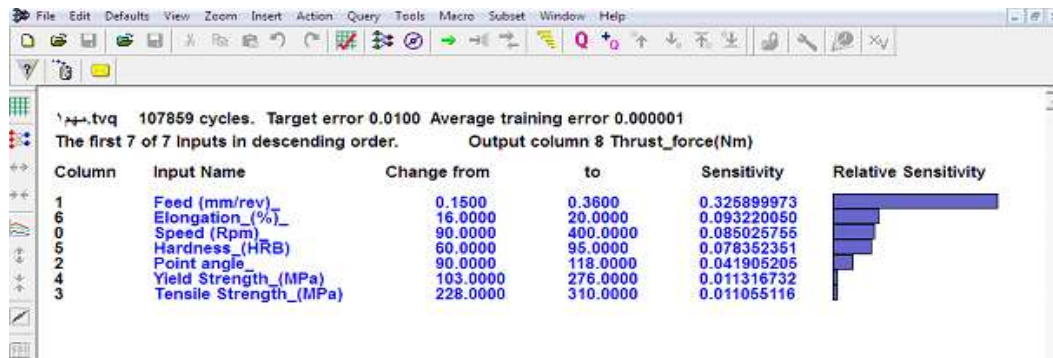 File Edit Defaults View Zoom Insert Action Query Tools Macro Subset Window Help
مهم۱.tvq 107859 cycles. Target error 0.0100 Average training error 0.000001
The first 7 of 7 Inputs in descending order. Output column 8 Thrust_force(Nm)
Column Input Name Change from to Sensitivity Relative Sensitivity
1 Feed (mm/rev)_ 0.1500 0.3600 0.325899973
6 Elongation_(%)_ 16.0000 20.0000 0.093220050
0 Speed (Rpm)_ 90.0000 400.0000 0.085025755
5 Hardness_(HRB) 60.0000 95.0000 0.078352351
2 Point angle_ 90.0000 118.0000 0.041905205
4 Yield Strength_(MPa) 103.0000 276.0000 0.011316732
3 Tensile Strength_(MPa) 228.0000 310.0000 0.011055116